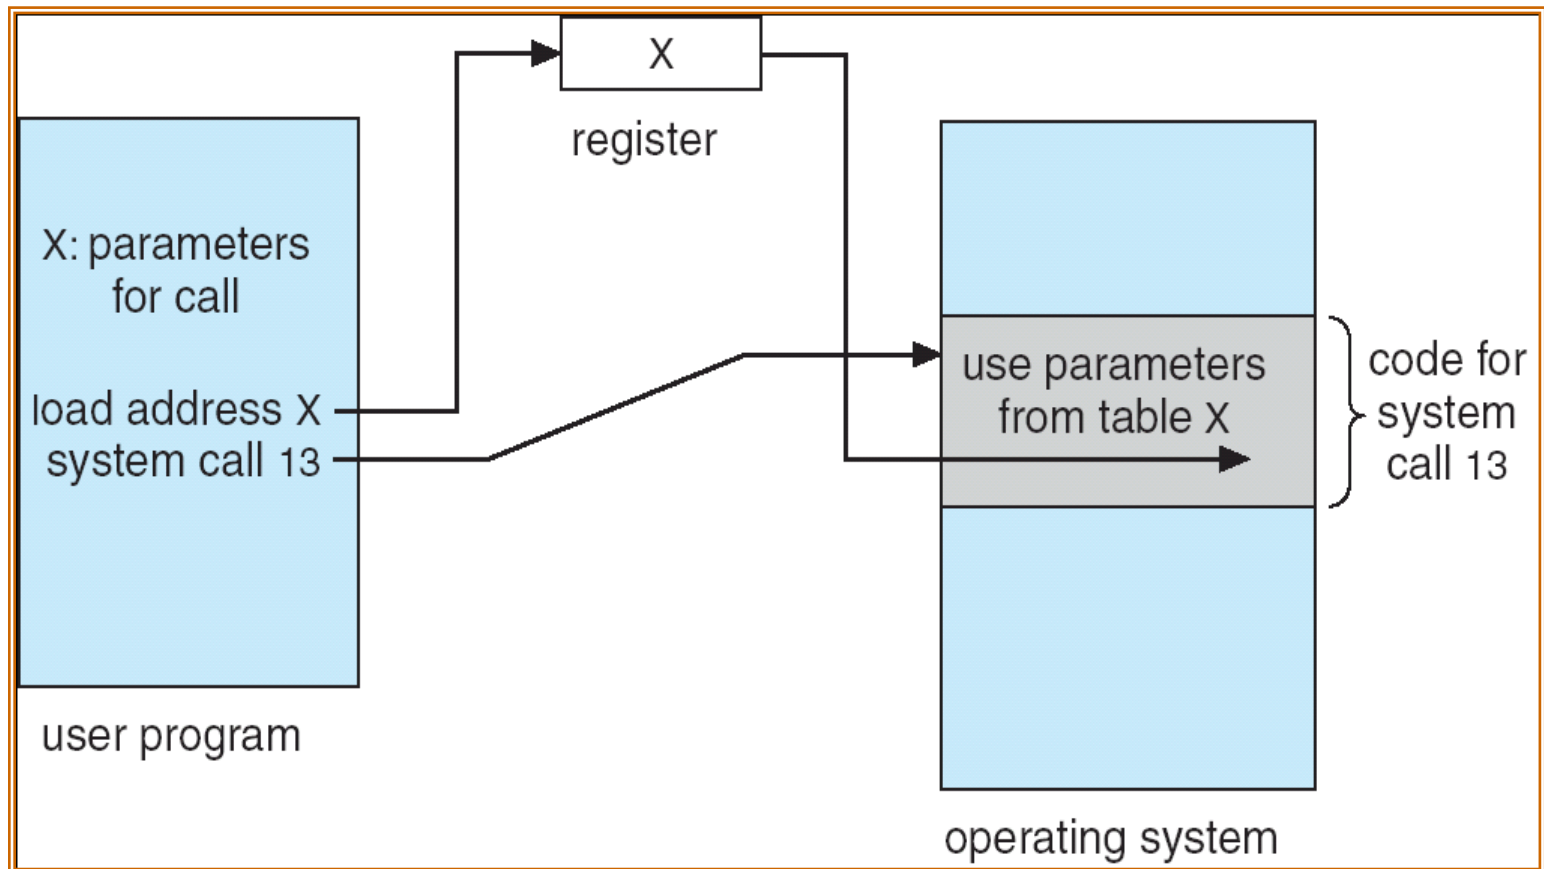 X
register
X: parameters
for call
load address X
system call 13
user program
use parameters
from table X
code for
system
call 13
operating system